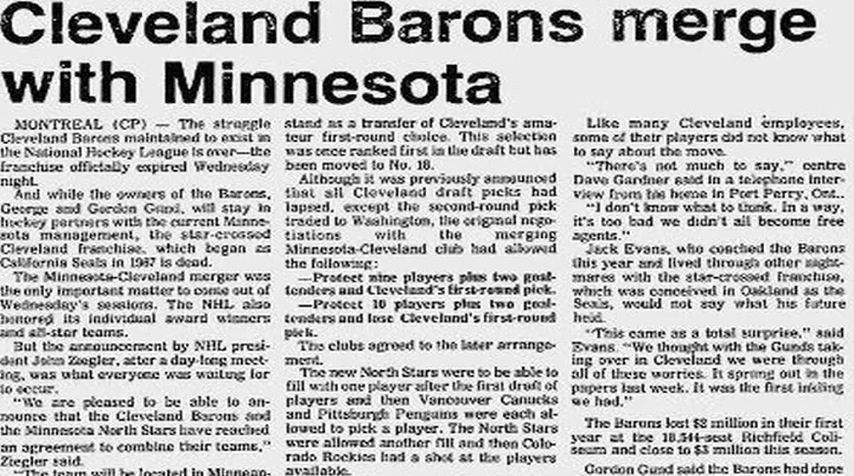 Cleveland Barons merge
with Minnesota
MONTREAL (CP) — The struggle
Cleveland Barons maintained to exist in
the National Hockey League is over—the
franchise officially expired Wednesday
night.
And while the owners of the Barons,
George and Gordon Gund, will stay in
hockey partners with the current Minne-
sota management, the star-crossed
Cleveland franchise, which began as
California Seals in 1967 is dead.
The Minnesota-Cleveland merger was
the only important matter to come out of
Wednesday's sessions. The NHL also
honored its individual award winners
and all-star teams.
But the announcement by NHL presi-
dent John Ziegler, after a day-long meet-
ing, was what everyone was waiting for
to occur.
"We are pleased to be able to an-
nounce that the Cleveland Barons and
the Minnesota North Stars have reached
an agreement to combine their teams,"
Ziegler said.
"The team will be located in Minneap-
stand as a transfer of Cleveland's ama-
teur first-round choice. This selection
was once ranked first in the draft but has
been moved to No. 18.
Although it was previously announced
that all Cleveland draft picks had
lapsed, except the second-round pick
traded to Washington, the original nego-
tiations with the merging
Minnesota-Cleveland club had allowed
the following:
—Protect nine players plus two goal-
tenders and Cleveland's first-round pick.
—Protect 10 players plus two goal-
tenders and lose Cleveland's first-round
pick.
The clubs agreed to the later arrange-
ment.
The new North Stars were to be able to
fill with one player after the first draft of
players and then Vancouver Canucks
and Pittsburgh Penguins were each al-
lowed to pick a player. The North Stars
were allowed another fill and then Colo-
rado Rockies had a shot at the players
available.
Like many Cleveland employees,
some of their players did not know what
to say about the move.
"There's not much to say," centre
Dave Gardner said in a telephone inter-
view from his home in Port Perry, Ont..
"I don't know what to think. In a way,
it's too bad we didn't all become free
agents."
Jack Evans, who coached the Barons
this year and lived through other night-
mares with the star-crossed franchise,
which was conceived in Oakland as the
Seals, would not say what his future
held.
"This came as a total surprise," said
Evans. "We thought with the Gunds tak-
ing over in Cleveland we were through
all of these worries. It sprang out in the
papers last week. It was the first inkling
we had."
The Barons lost $2 million in their first
year at the 18,544-seat Richfield Coli-
seum and close to $3 million this season.
Gordon Gund said the Barons had done